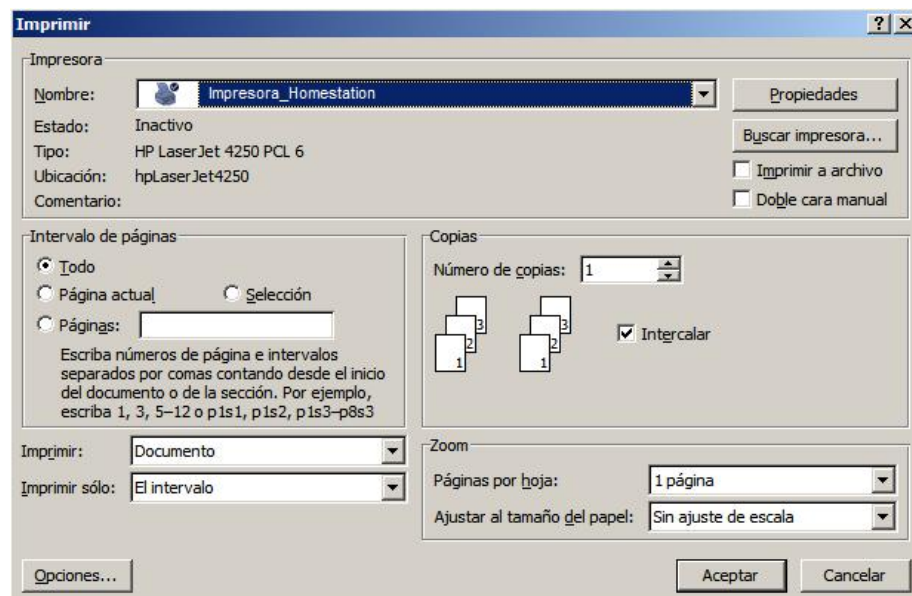 Imprimir
Impresora
Nombre: Impresora_Homestation
Propiedades
Estado: Inactivo
Buscar impresora...
Tipo: HP LaserJet 4250 PCL 6
Ubicación: hpLaserJet4250
Imprimir a archivo
Comentario:
Doble cara manual
Intervalo de páginas
Todo
Página actual Selección
Páginas:
Escriba números de página e intervalos
separados por comas contando desde el inicio
del documento o de la sección. Por ejemplo,
escriba 1, 3, 5–12 o p1s1, p1s2, p1s3–p8s3
Copias
Número de copias: 1
3 3
2 2
1 1
Intercalar
Imprimir: Documento
Imprimir sólo: El intervalo
Zoom
Páginas por hoja: 1 página
Ajustar al tamaño del papel: Sin ajuste de escala
Opciones... Aceptar Cancelar